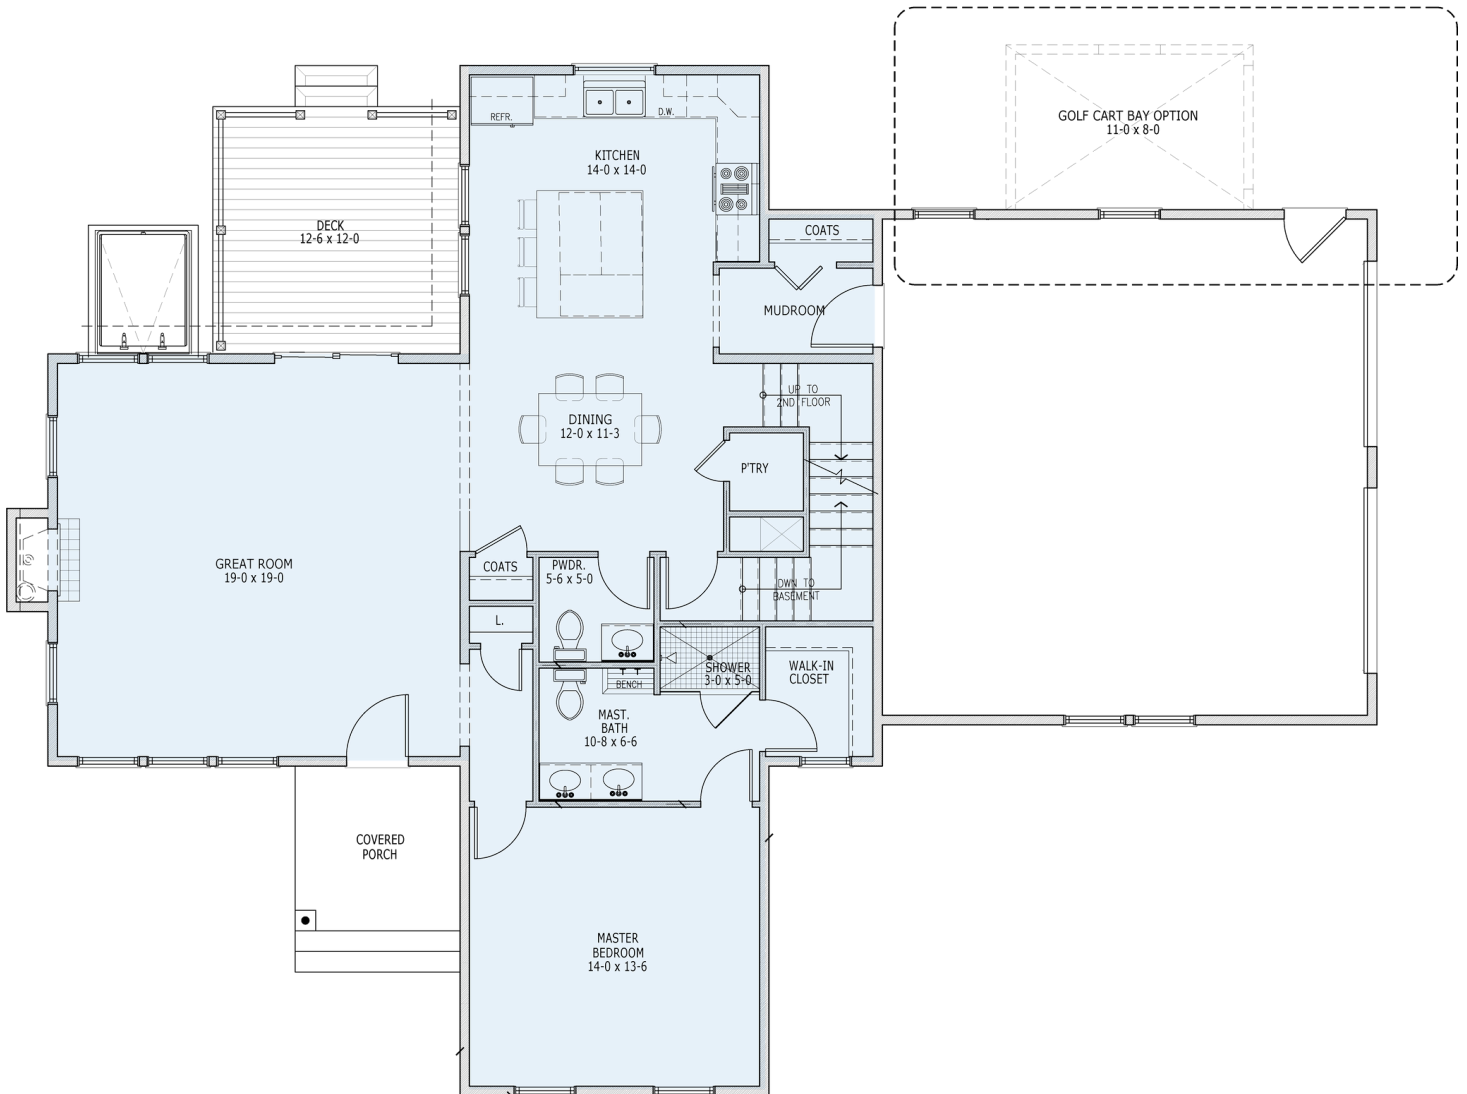 GOLF CART BAY OPTION
11-0 x 8-0
REFR.
D.W.
KITCHEN
14-0 x 14-0
DECK
12-6 x 12-0
COATS
MUDROOM
UP TO
2ND FLOOR
DINING
12-0 x 11-3
P'TRY
GREAT ROOM
19-0 x 19-0
COATS
PWDR.
5-6 x 5-0
DWN TO
BASEMENT
L.
SHOWER
3-0 x 5-0
WALK-IN
CLOSET
BENCH
MAST.
BATH
10-8 x 6-6
COVERED
PORCH
MASTER
BEDROOM
14-0 x 13-6